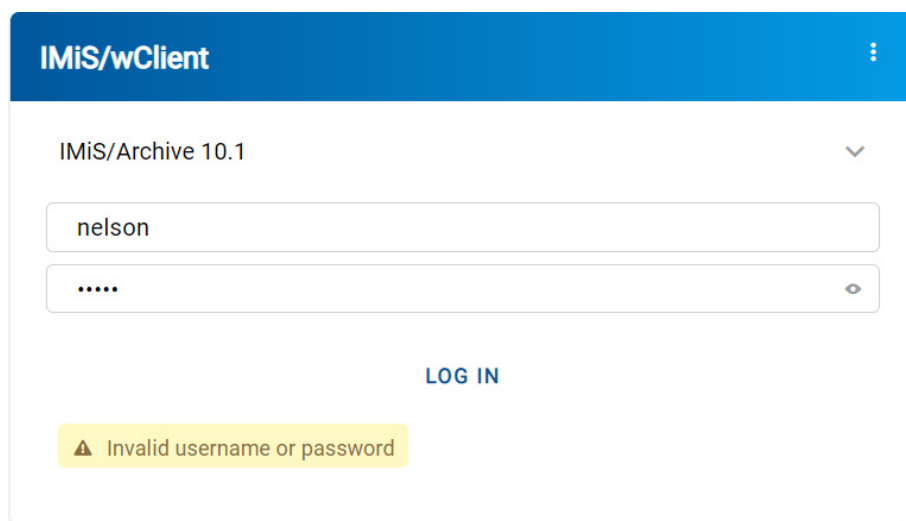 IMiS/wClient
IMiS/Archive 10.1
nelson
•••••
LOG IN
Invalid username or password